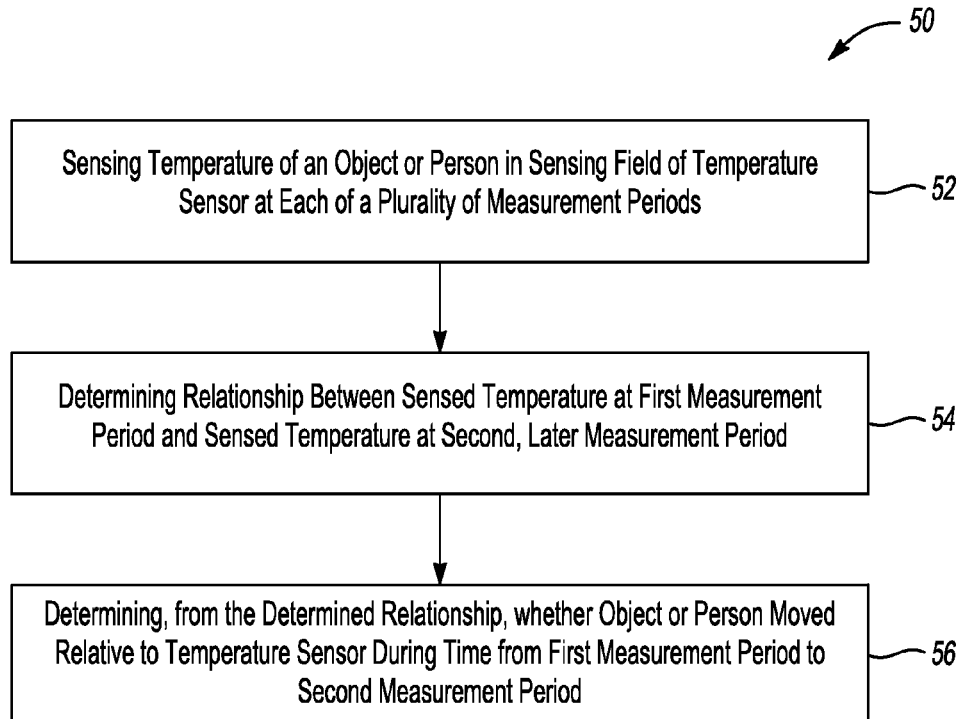 50
Sensing Temperature of an Object or Person in Sensing Field of Temperature
Sensor at Each of a Plurality of Measurement Periods
52
Determining Relationship Between Sensed Temperature at First Measurement
Period and Sensed Temperature at Second, Later Measurement Period
54
Determining, from the Determined Relationship, whether Object or Person Moved
Relative to Temperature Sensor During Time from First Measurement Period to
Second Measurement Period
56